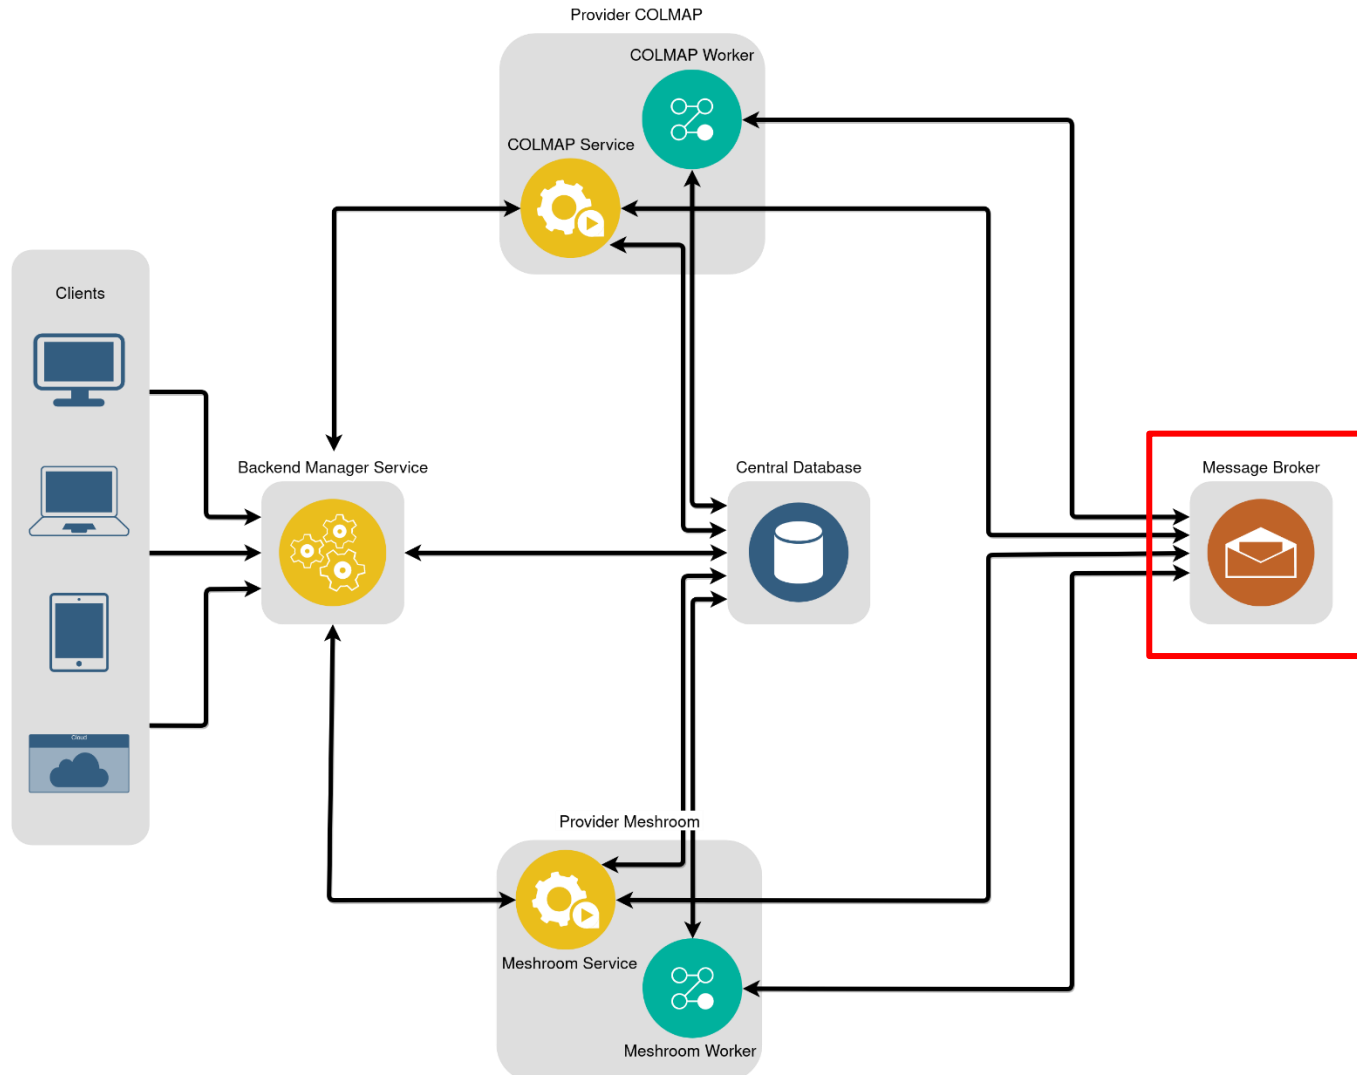 Provider COLMAP
COLMAP Worker
COLMAP Service
Clients
Backend Manager Service
Central Database
Message Broker
Cloud
Provider Meshroom
Meshroom Service
Meshroom Worker